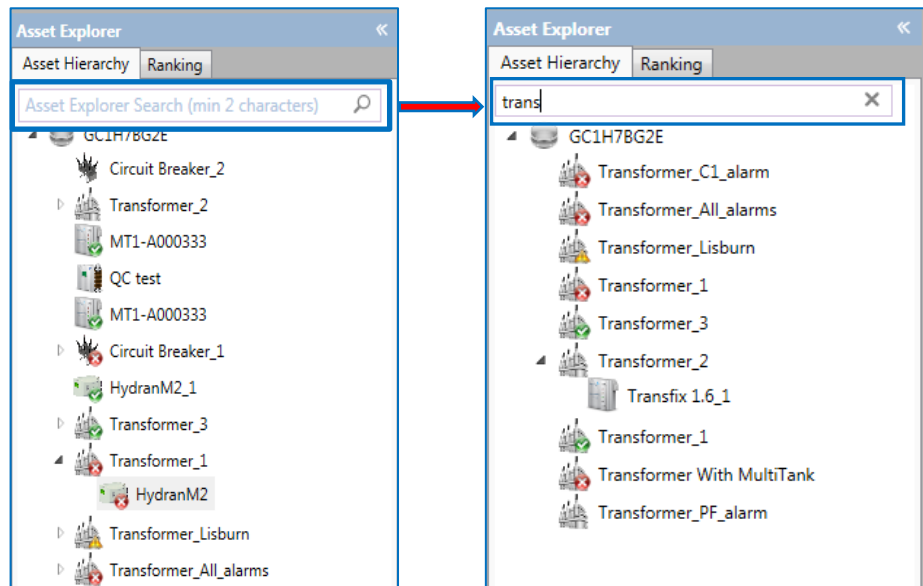 Asset Explorer
Asset Hierarchy Ranking
Asset Explorer Search (min 2 characters)
GC1H7BG2E
Circuit Breaker_2
Transformer_2
MT1-A000333
QC test
MT1-A000333
Circuit Breaker_1
HydranM2_1
Transformer_3
Transformer_1
HydranM2
Transformer_Lisburn
Transformer_All_alarms
Asset Explorer
Asset Hierarchy Ranking
trans
GC1H7BG2E
Transformer_C1_alarm
Transformer_All_alarms
Transformer_Lisburn
Transformer_1
Transformer_3
Transformer_2
Transfix 1.6_1
Transformer_1
Transformer With MultiTank
Transformer_PF_alarm